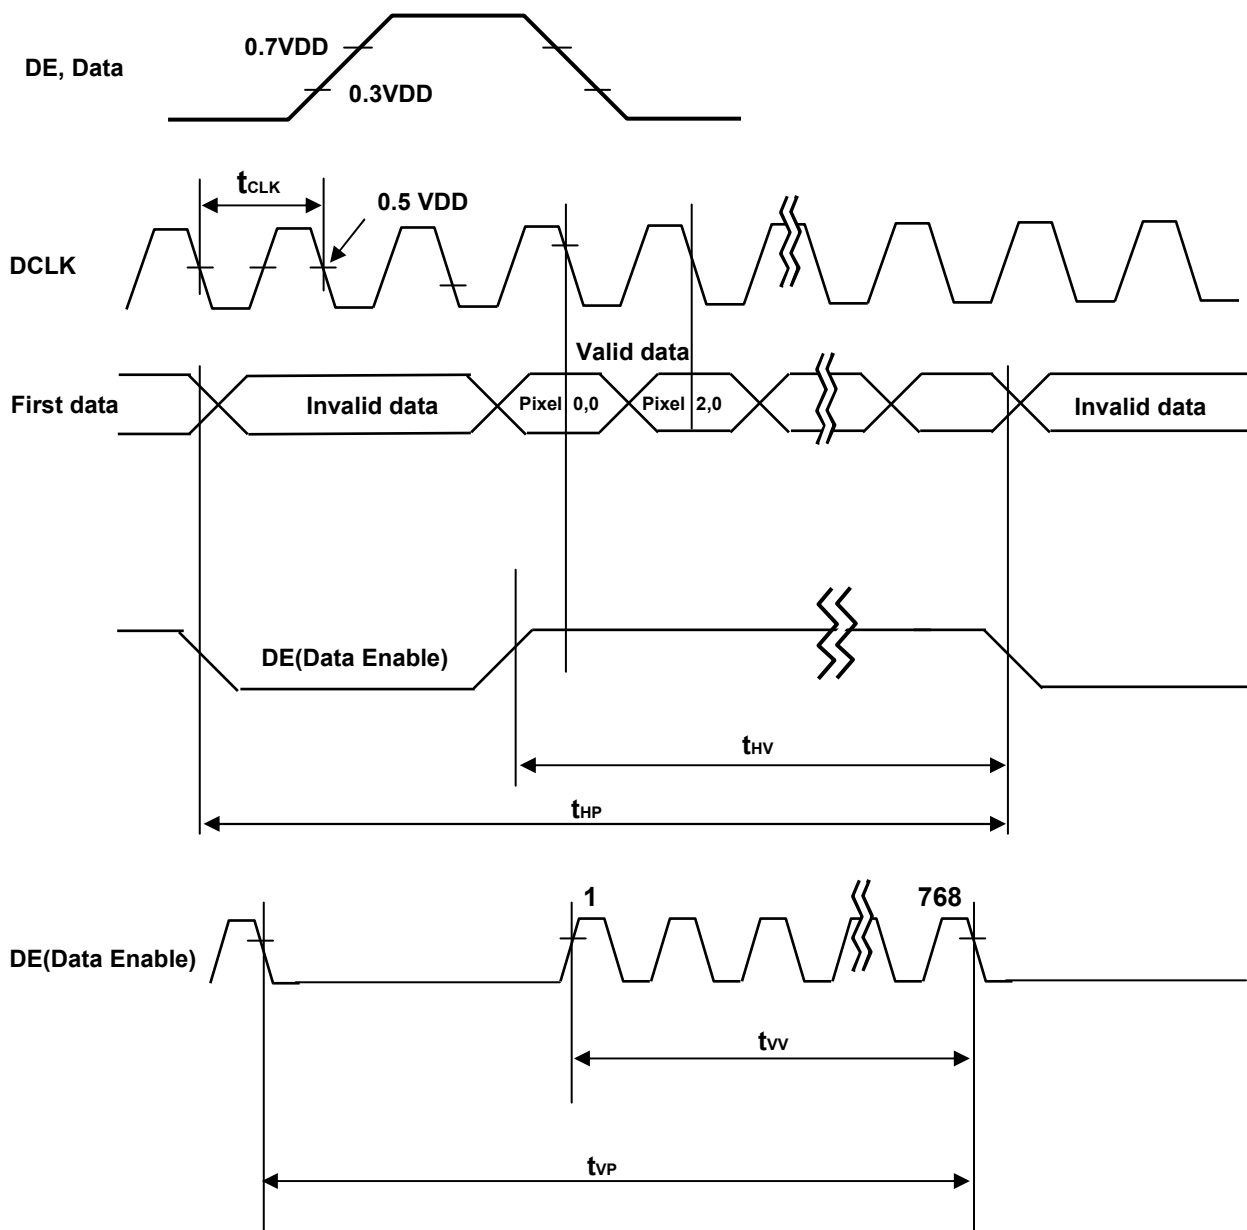 0.7VDD
DE, Data
0.3VDD
tCLK
0.5 VDD
DCLK
Valid data
First data
Invalid data
Pixel 0,0
Pixel 2,0
Invalid data
DE(Data Enable)
tHV
tHP
1
768
DE(Data Enable)
tVV
tVP